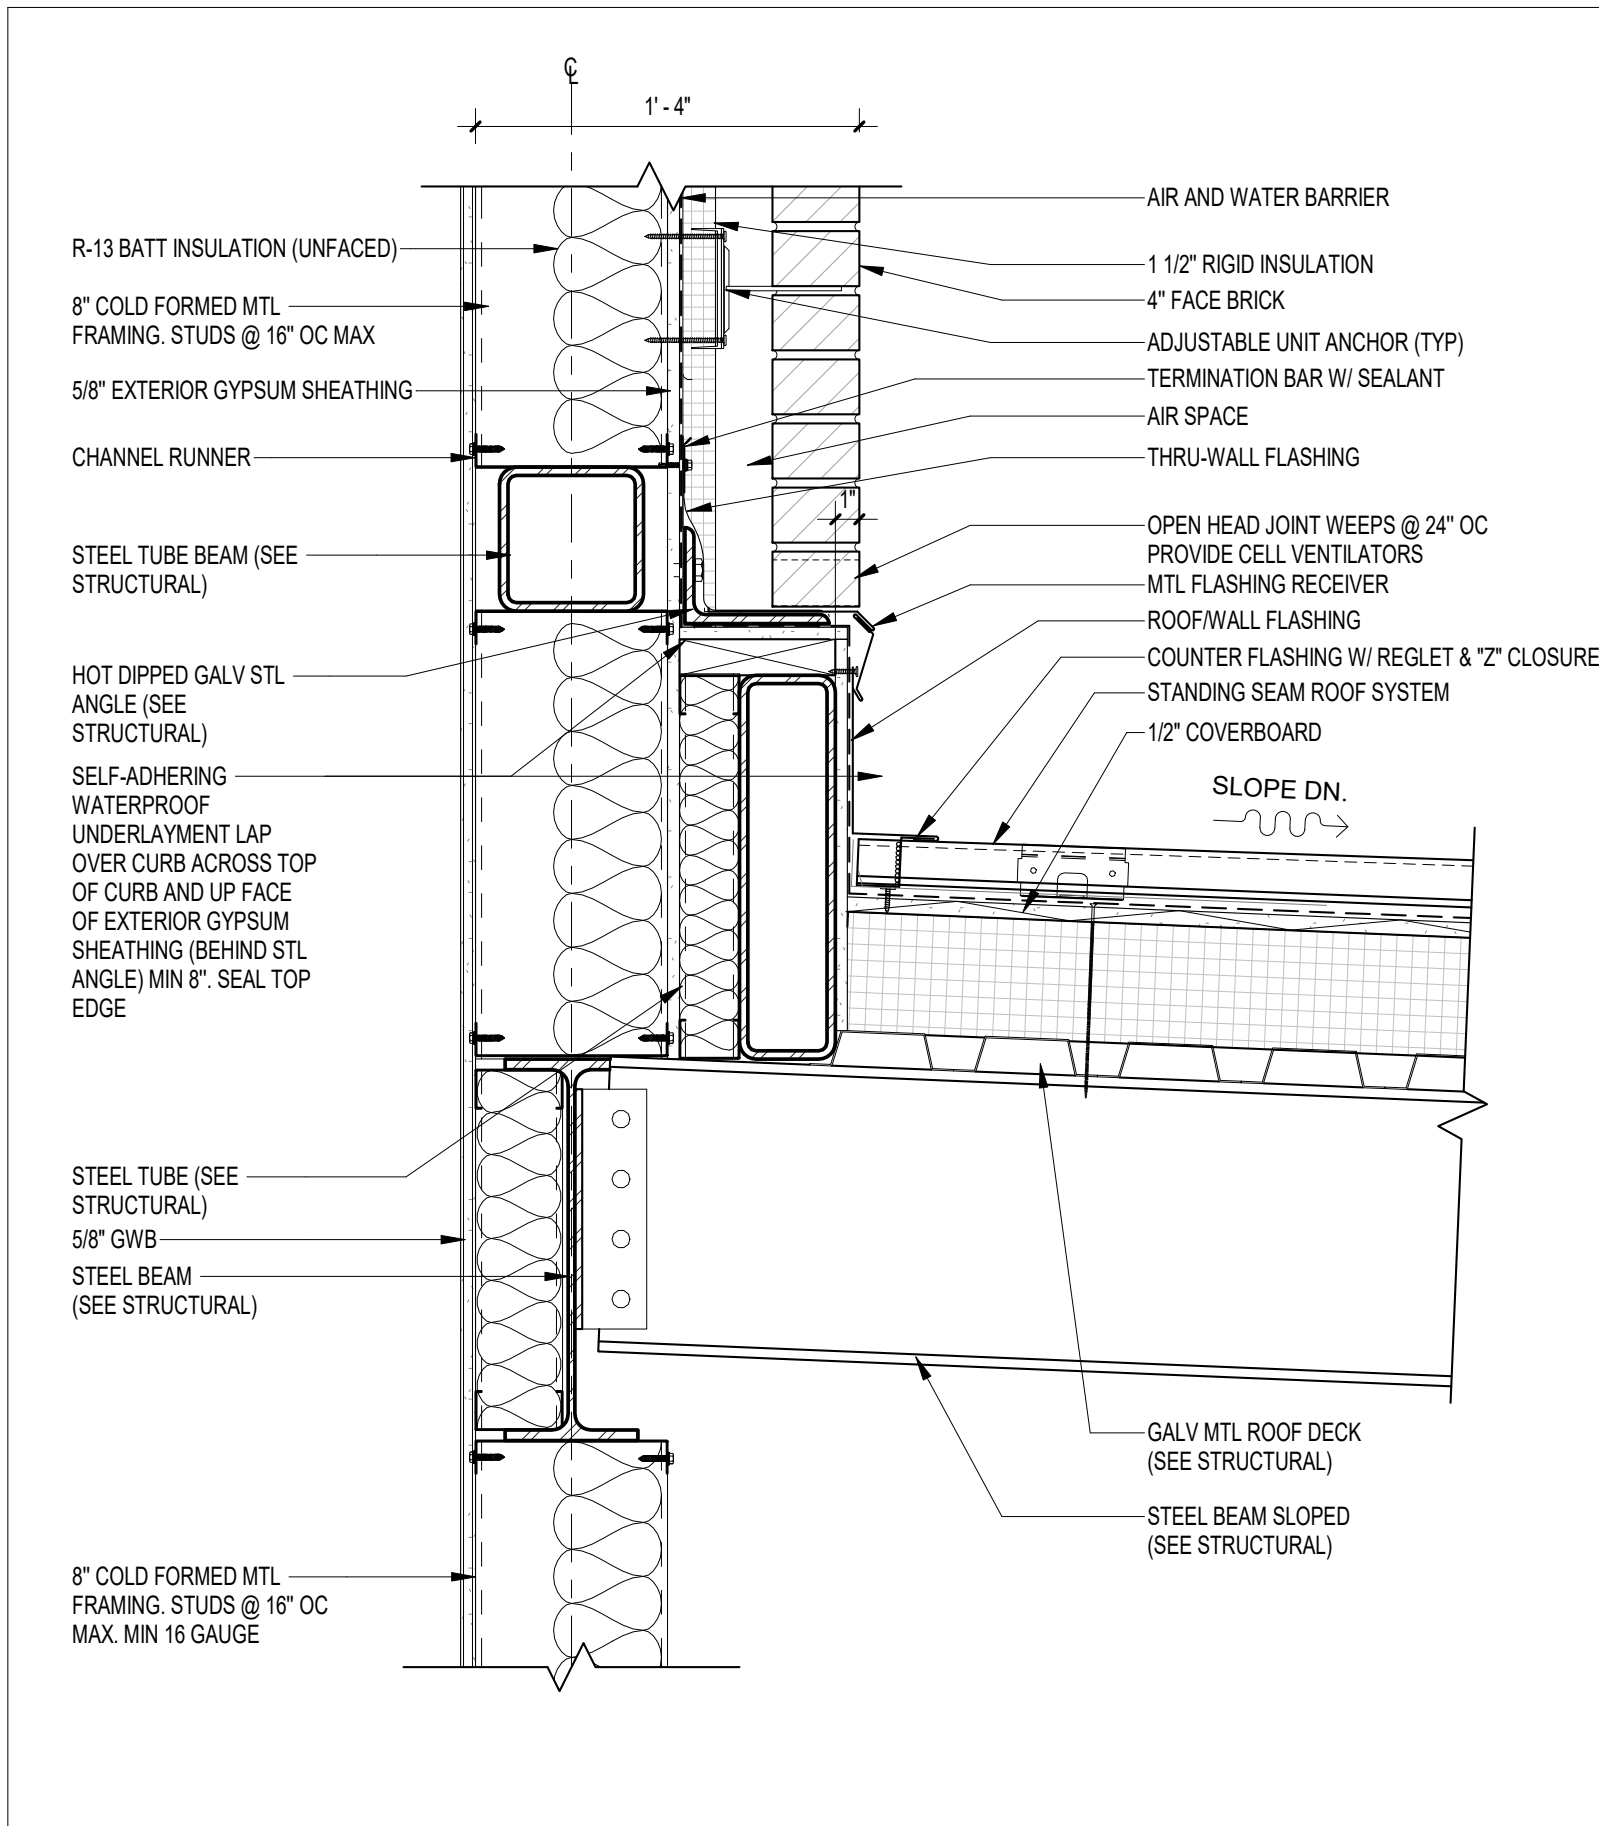 ℄
1' - 4"
R-13 BATT INSULATION (UNFACED)
8" COLD FORMED MTL
FRAMING. STUDS @ 16" OC MAX
5/8" EXTERIOR GYPSUM SHEATHING
CHANNEL RUNNER
STEEL TUBE BEAM (SEE
STRUCTURAL)
HOT DIPPED GALV STL
ANGLE (SEE
STRUCTURAL)
SELF-ADHERING
WATERPROOF
UNDERLAYMENT LAP
OVER CURB ACROSS TOP
OF CURB AND UP FACE
OF EXTERIOR GYPSUM
SHEATHING (BEHIND STL
ANGLE) MIN 8". SEAL TOP
EDGE
STEEL TUBE (SEE
STRUCTURAL)
5/8" GWB
STEEL BEAM
(SEE STRUCTURAL)
8" COLD FORMED MTL
FRAMING. STUDS @ 16" OC
MAX. MIN 16 GAUGE
1"
AIR AND WATER BARRIER
1 1/2" RIGID INSULATION
4" FACE BRICK
ADJUSTABLE UNIT ANCHOR (TYP)
TERMINATION BAR W/ SEALANT
AIR SPACE
THRU-WALL FLASHING
OPEN HEAD JOINT WEEPS @ 24" OC
PROVIDE CELL VENTILATORS
MTL FLASHING RECEIVER
ROOF/WALL FLASHING
COUNTER FLASHING W/ REGLET & "Z" CLOSURE
STANDING SEAM ROOF SYSTEM
1/2" COVERBOARD
SLOPE DN.
GALV MTL ROOF DECK
(SEE STRUCTURAL)
STEEL BEAM SLOPED
(SEE STRUCTURAL)